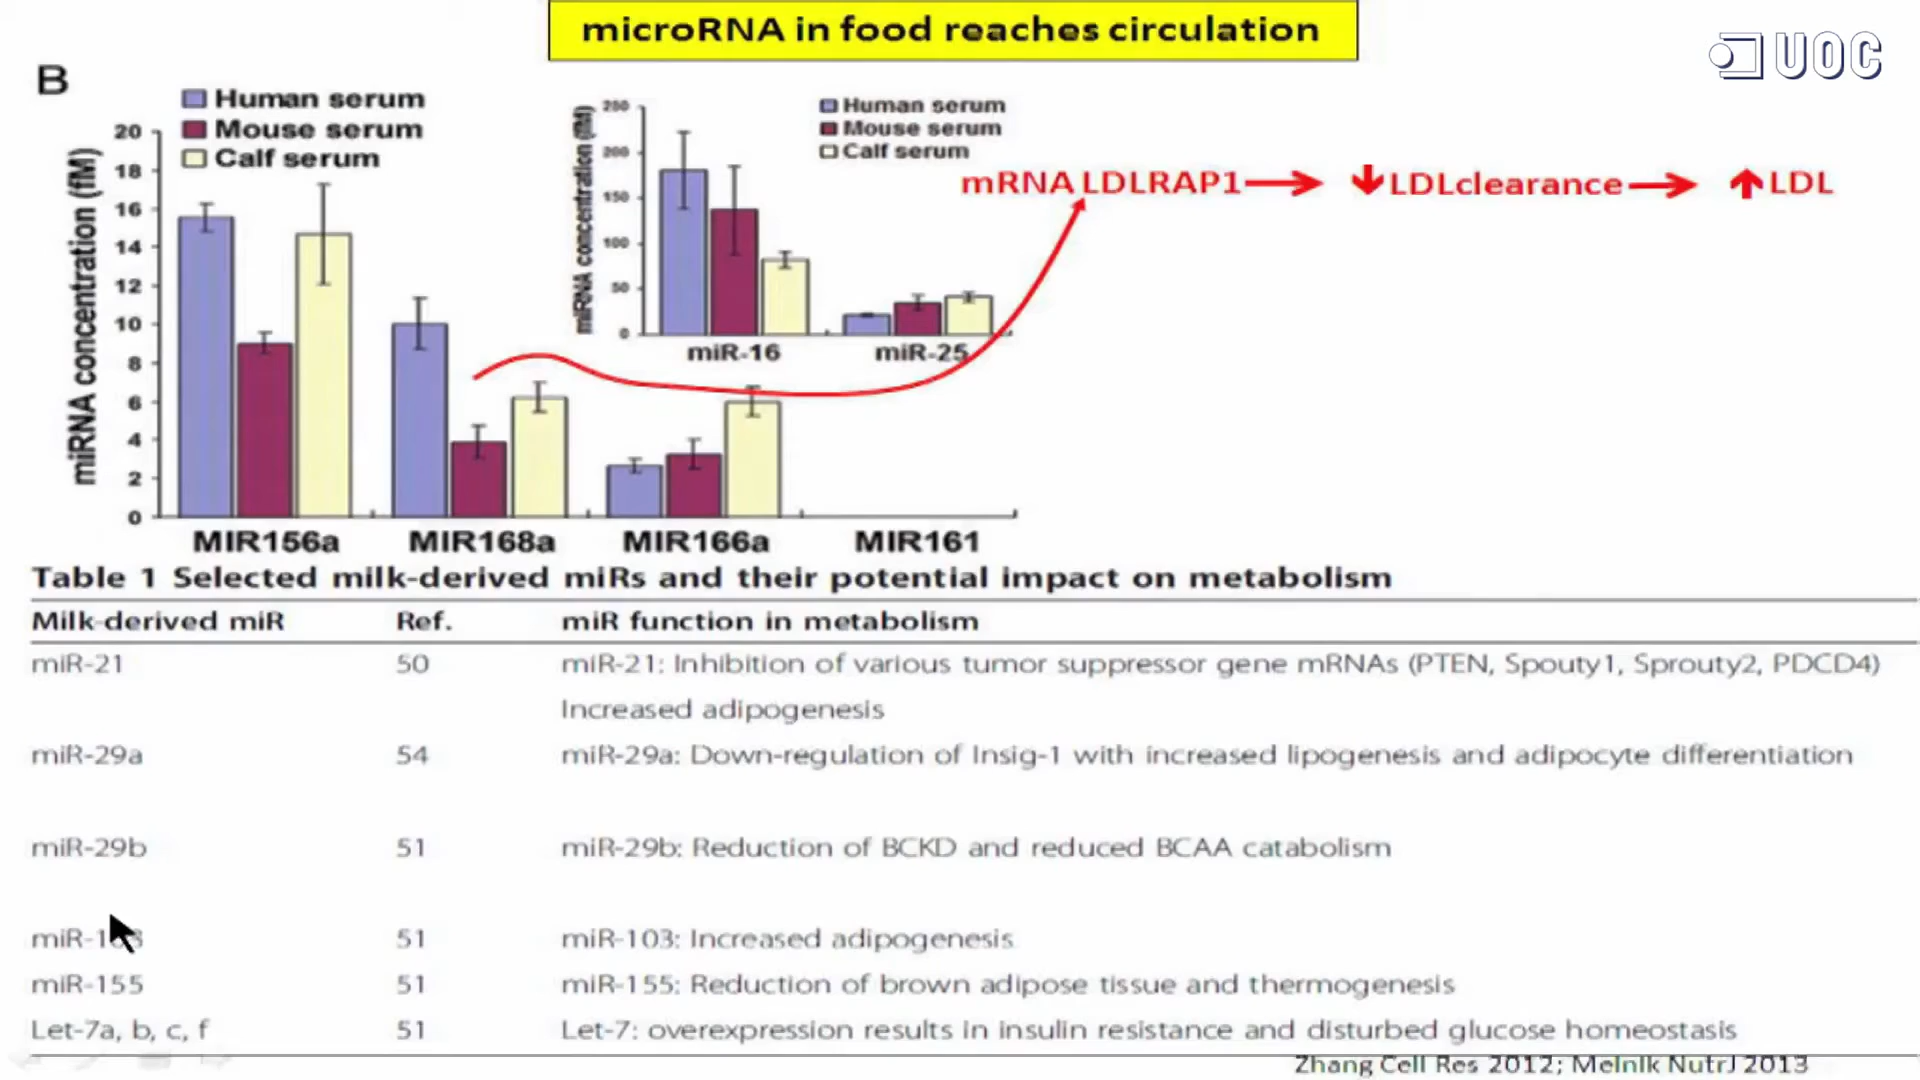 microRNA in food reaches circulation
UOC
B
Human serum
Mouse serum
Calf serum
miRNA concentration (fM)
20
18
16
14
12
10
8
6
4
2
0
MIR156a MIR168a MIR166a MIR161
Human serum
Mouse serum
Calf serum
miRNA concentration (fM)
250
200
150
100
50
0
miR-16 miR-25
mRNA LDLRAP1 → ↓ LDLclearance → ↑ LDL
Table 1 Selected milk-derived miRs and their potential impact on metabolism
Milk-derived miR Ref. miR function in metabolism
miR-21 50 miR-21: Inhibition of various tumor suppressor gene mRNAs (PTEN, Spouty1, Sprouty2, PDCD4)
Increased adipogenesis
miR-29a 54 miR-29a: Down-regulation of Insig-1 with increased lipogenesis and adipocyte differentiation
miR-29b 51 miR-29b: Reduction of BCKD and reduced BCAA catabolism
miR-103 51 miR-103: Increased adipogenesis
miR-155 51 miR-155: Reduction of brown adipose tissue and thermogenesis
Let-7a, b, c, f 51 Let-7: overexpression results in insulin resistance and disturbed glucose homeostasis
Zhang Cell Res 2012; Melnik NutrJ 2013